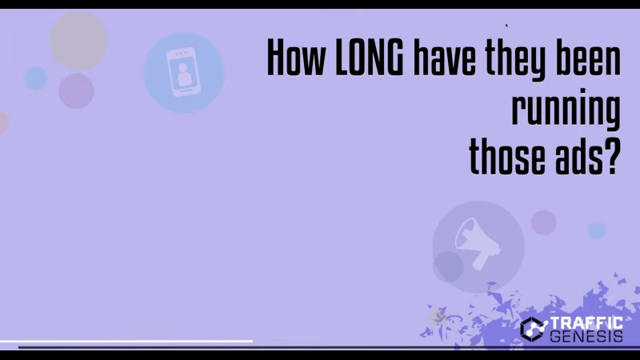 How LONG have they been
running
those ads?
TRAFFIC
GENESIS